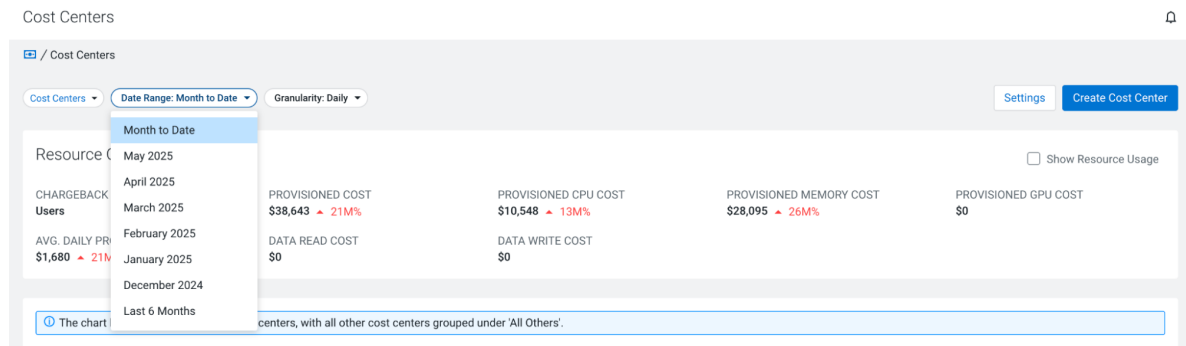 Cost Centers
/ Cost Centers
Cost Centers
Date Range: Month to Date
Granularity: Daily
Settings
Create Cost Center
Month to Date
May 2025
April 2025
March 2025
February 2025
January 2025
December 2024
Last 6 Months
Resource
Show Resource Usage
CHARGEBACK
Users
PROVISIONED COST
$38,643 21M%
PROVISIONED CPU COST
$10,548 13M%
PROVISIONED MEMORY COST
$28,095 26M%
PROVISIONED GPU COST
$0
AVG. DAILY
$1,680
DATA READ COST
$0
DATA WRITE COST
$0
The chart centers, with all other cost centers grouped under 'All Others'.